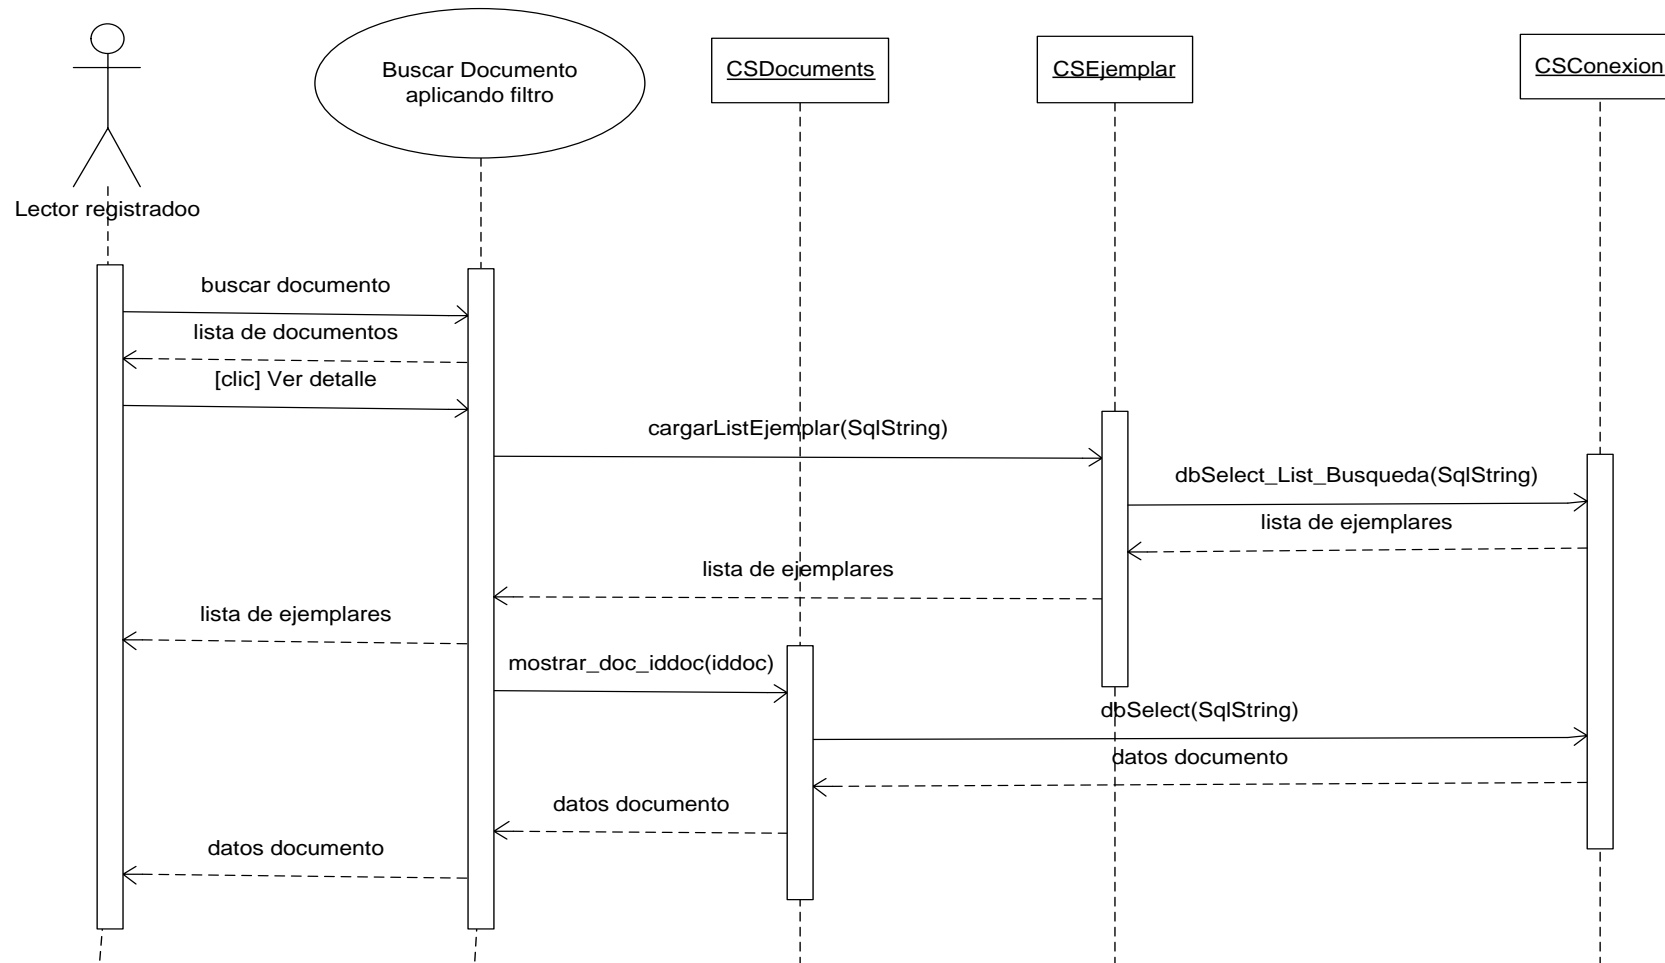 Buscar Documento
aplicando filtro
CSDocuments
CSEjemplar
CSConexion
Lector registradoo
buscar documento
lista de documentos
[clic] Ver detalle
cargarListEjemplar(SqlString)
dbSelect_List_Busqueda(SqlString)
lista de ejemplares
lista de ejemplares
lista de ejemplares
mostrar_doc_iddoc(iddoc)
dbSelect(SqlString)
datos documento
datos documento
datos documento